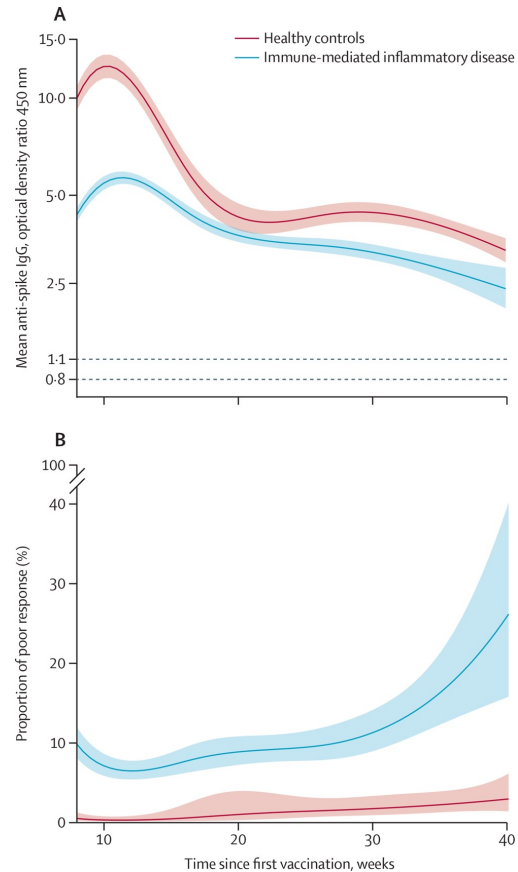 A
15·0
10·0
5·0
2·5
1·1
0·8
Mean anti-spike IgG, optical density ratio 450 nm
Healthy controls
Immune-mediated inflammatory disease
B
100
40
30
20
10
0
Proportion of poor response (%)
10
20
30
40
Time since first vaccination, weeks